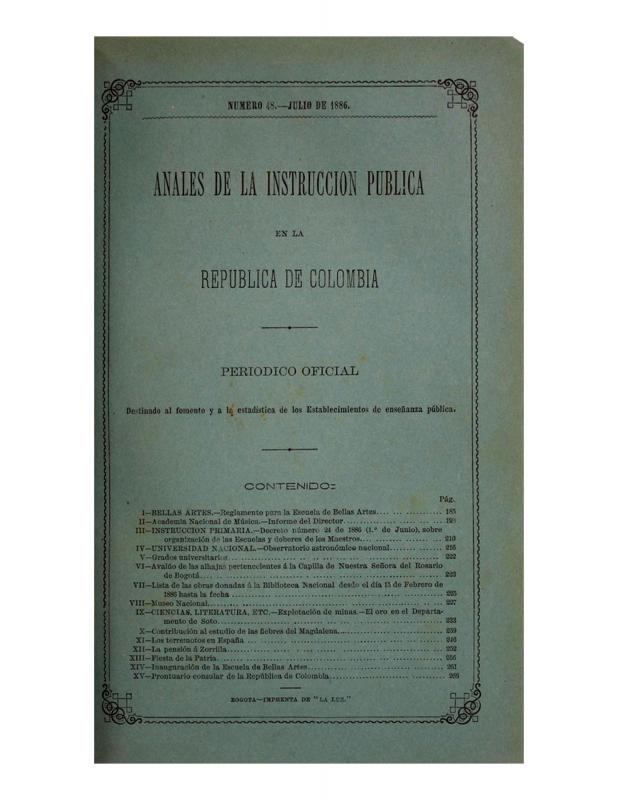 NUMERO 48.—JULIO DE 1886.
ANALES DE LA INSTRUCCION PUBLICA
EN LA
REPUBLICA DE COLOMBIA
PERIODICO OFICIAL
Destinado al fomento y a la estadística de los Establecimientos de enseñanza pública.
CONTENIDO:
Pág.
I—BELLAS ARTES.—Reglamento para la Escuela de Bellas Artes.... 185
II—Academia Nacional de Música.—Informe del Director.... 198
III—INSTRUCCION PRIMARIA.—Decreto número 24 de 1886 (1.º de Junio), sobre
organización de las Escuelas y deberes de los Maestros.... 210
IV—UNIVERSIDAD NACIONAL.—Observatorio astronómico nacional.... 216
V—Grados universitarios.... 222
VI—Avalúo de las alhajas pertenecientes á la Capilla de Nuestra Señora del Rosario
de Bogotá.... 223
VII—Lista de las obras donadas á la Biblioteca Nacional desde el día 15 de Febrero de
1886 hasta la fecha.... 225
VIII—Museo Nacional.... 227
IX—CIENCIAS, LITERATURA, ETC.—Explotación de minas.—El oro en el Departa-
mento de Soto.... 233
X—Contribución al estudio de las fiebres del Magdalena.... 239
XI—Los terremotos en España.... 246
XII—La pensión á Zorrilla.... 252
XIII—Fiesta de la Patria.... 256
XIV—Inauguración de la Escuela de Bellas Artes.... 261
XV—Prontuario consular de la República de Colombia.... 268
BOGOTA—IMPRENTA DE "LA LUZ."